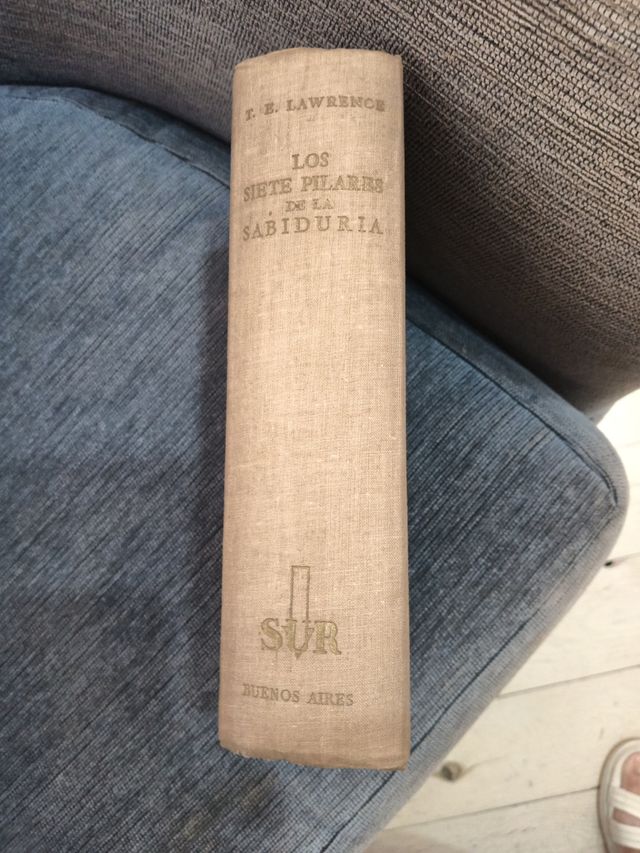 T. E. LAWRENCE
LOS
SIETE PILARES
DE LA
SABIDURIA
SUR
BUENOS AIRES